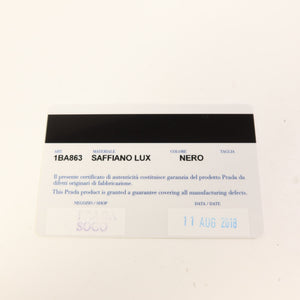 ART. MATERIALE COLORE TAGLIA
1BA863 SAFFIANO LUX NERO
Il presente certificato di autenticità costituisce garanzia del prodotto Prada da
difetti originari di fabbricazione.
This Prada product is granted a guarantee covering all manufacturing defects.
NEGOZIO / SHOP DATA / DATE
SOCO 11 AUG 2018